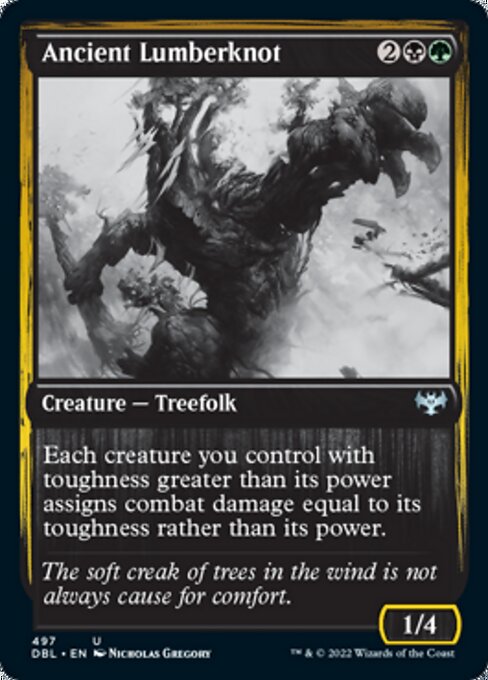 Ancient Lumberknot 2
Creature — Treefolk
Each creature you control with
toughness greater than its power
assigns combat damage equal to its
toughness rather than its power.
The soft creak of trees in the wind is not
always cause for comfort.
1/4
497 U
DBL • EN Nicholas Gregory
™ & © 2022 Wizards of the Coast